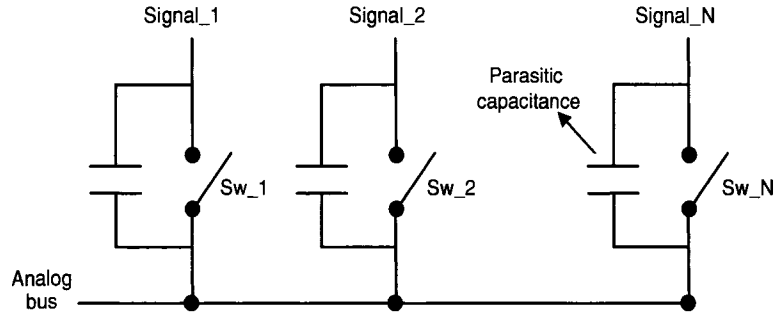 Signal_1
Signal_2
Signal_N
Parasitic
capacitance
Sw_1
Sw_2
Sw_N
Analog
bus